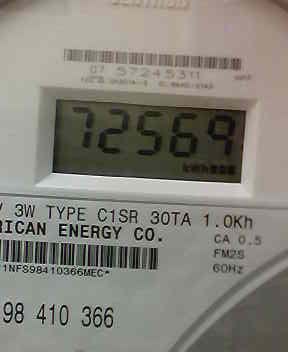 07 57245311
72569
kWh
V 3W TYPE C1SR 30TA 1.0Kh
RICAN ENERGY CO.
CA 0.5
FM2S
60Hz
1NFS98410366MEC*
98 410 366